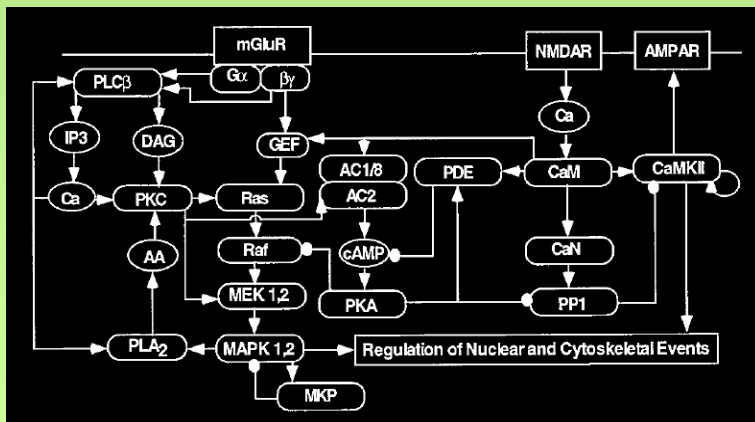 mGluR
NMDAR
AMPAR
PLCβ
Gα
βγ
IP3
DAG
GEF
Ca
AC1/8
PDE
CaM
CaMKII
Ca
PKC
Ras
AC2
AA
Raf
cAMP
CaN
MEK 1,2
PKA
PP1
PLA2
MAPK 1,2
Regulation of Nuclear and Cytoskeletal Events
MKP